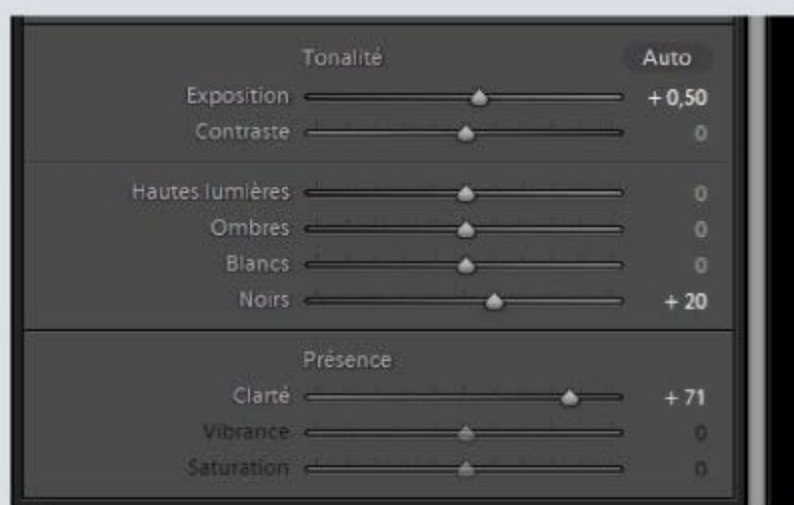 Tonalité Auto
Exposition + 0,50
Contraste 0
Hautes lumières 0
Ombres 0
Blancs 0
Noirs + 20
Présence
Clarté + 71
Vibrance 0
Saturation 0